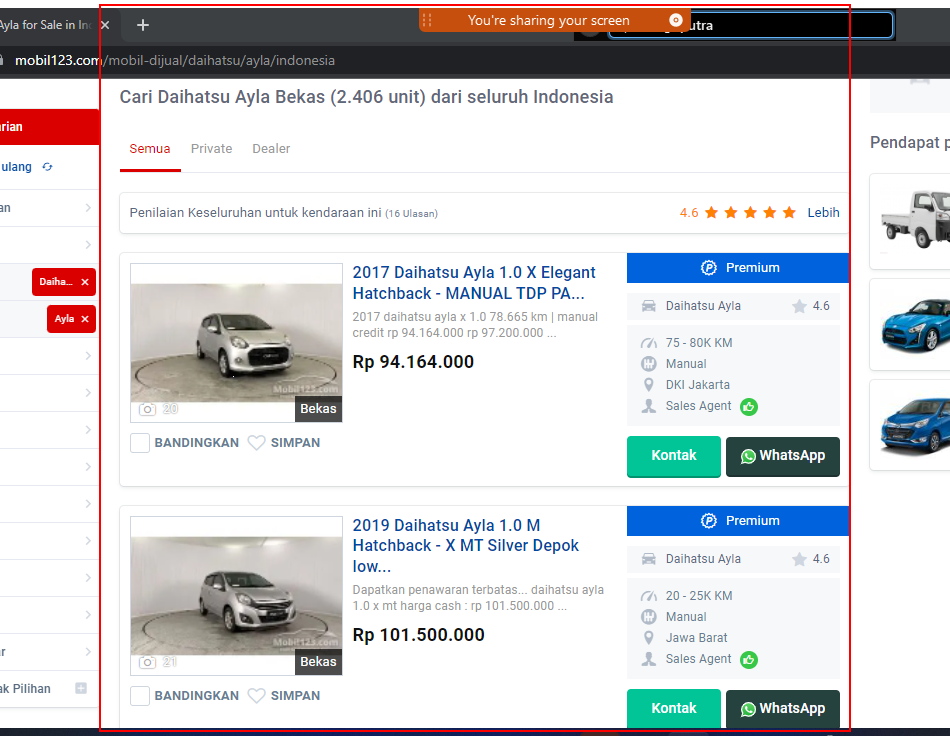 Ayla for Sale in In
You're sharing your screen
utra
mobil123.com/mobil-dijual/daihatsu/ayla/indonesia
Cari Daihatsu Ayla Bekas (2.406 unit) dari seluruh Indonesia
rian
ulang
an
Daiha...
Ayla
ar
ak Pilihan
Semua Private Dealer
Pendapat p
Penilaian Keseluruhan untuk kendaraan ini (16 Ulasan)
4.6 Lebih
2017 Daihatsu Ayla 1.0 X Elegant
Hatchback - MANUAL TDP PA...
2017 daihatsu ayla x 1.0 78.665 km | manual
credit rp 94.164.000 rp 97.200.000 ...
Rp 94.164.000
Mobil123.com
20
Bekas
BANDINGKAN SIMPAN
Premium
Daihatsu Ayla 4.6
75 - 80K KM
Manual
DKI Jakarta
Sales Agent
Kontak WhatsApp
2019 Daihatsu Ayla 1.0 M
Hatchback - X MT Silver Depok
low...
Dapatkan penawaran terbatas... daihatsu ayla
1.0 x mt harga cash : rp 101.500.000 ...
Rp 101.500.000
Mobil123.com
21
Bekas
BANDINGKAN SIMPAN
Premium
Daihatsu Ayla 4.6
20 - 25K KM
Manual
Jawa Barat
Sales Agent
Kontak WhatsApp